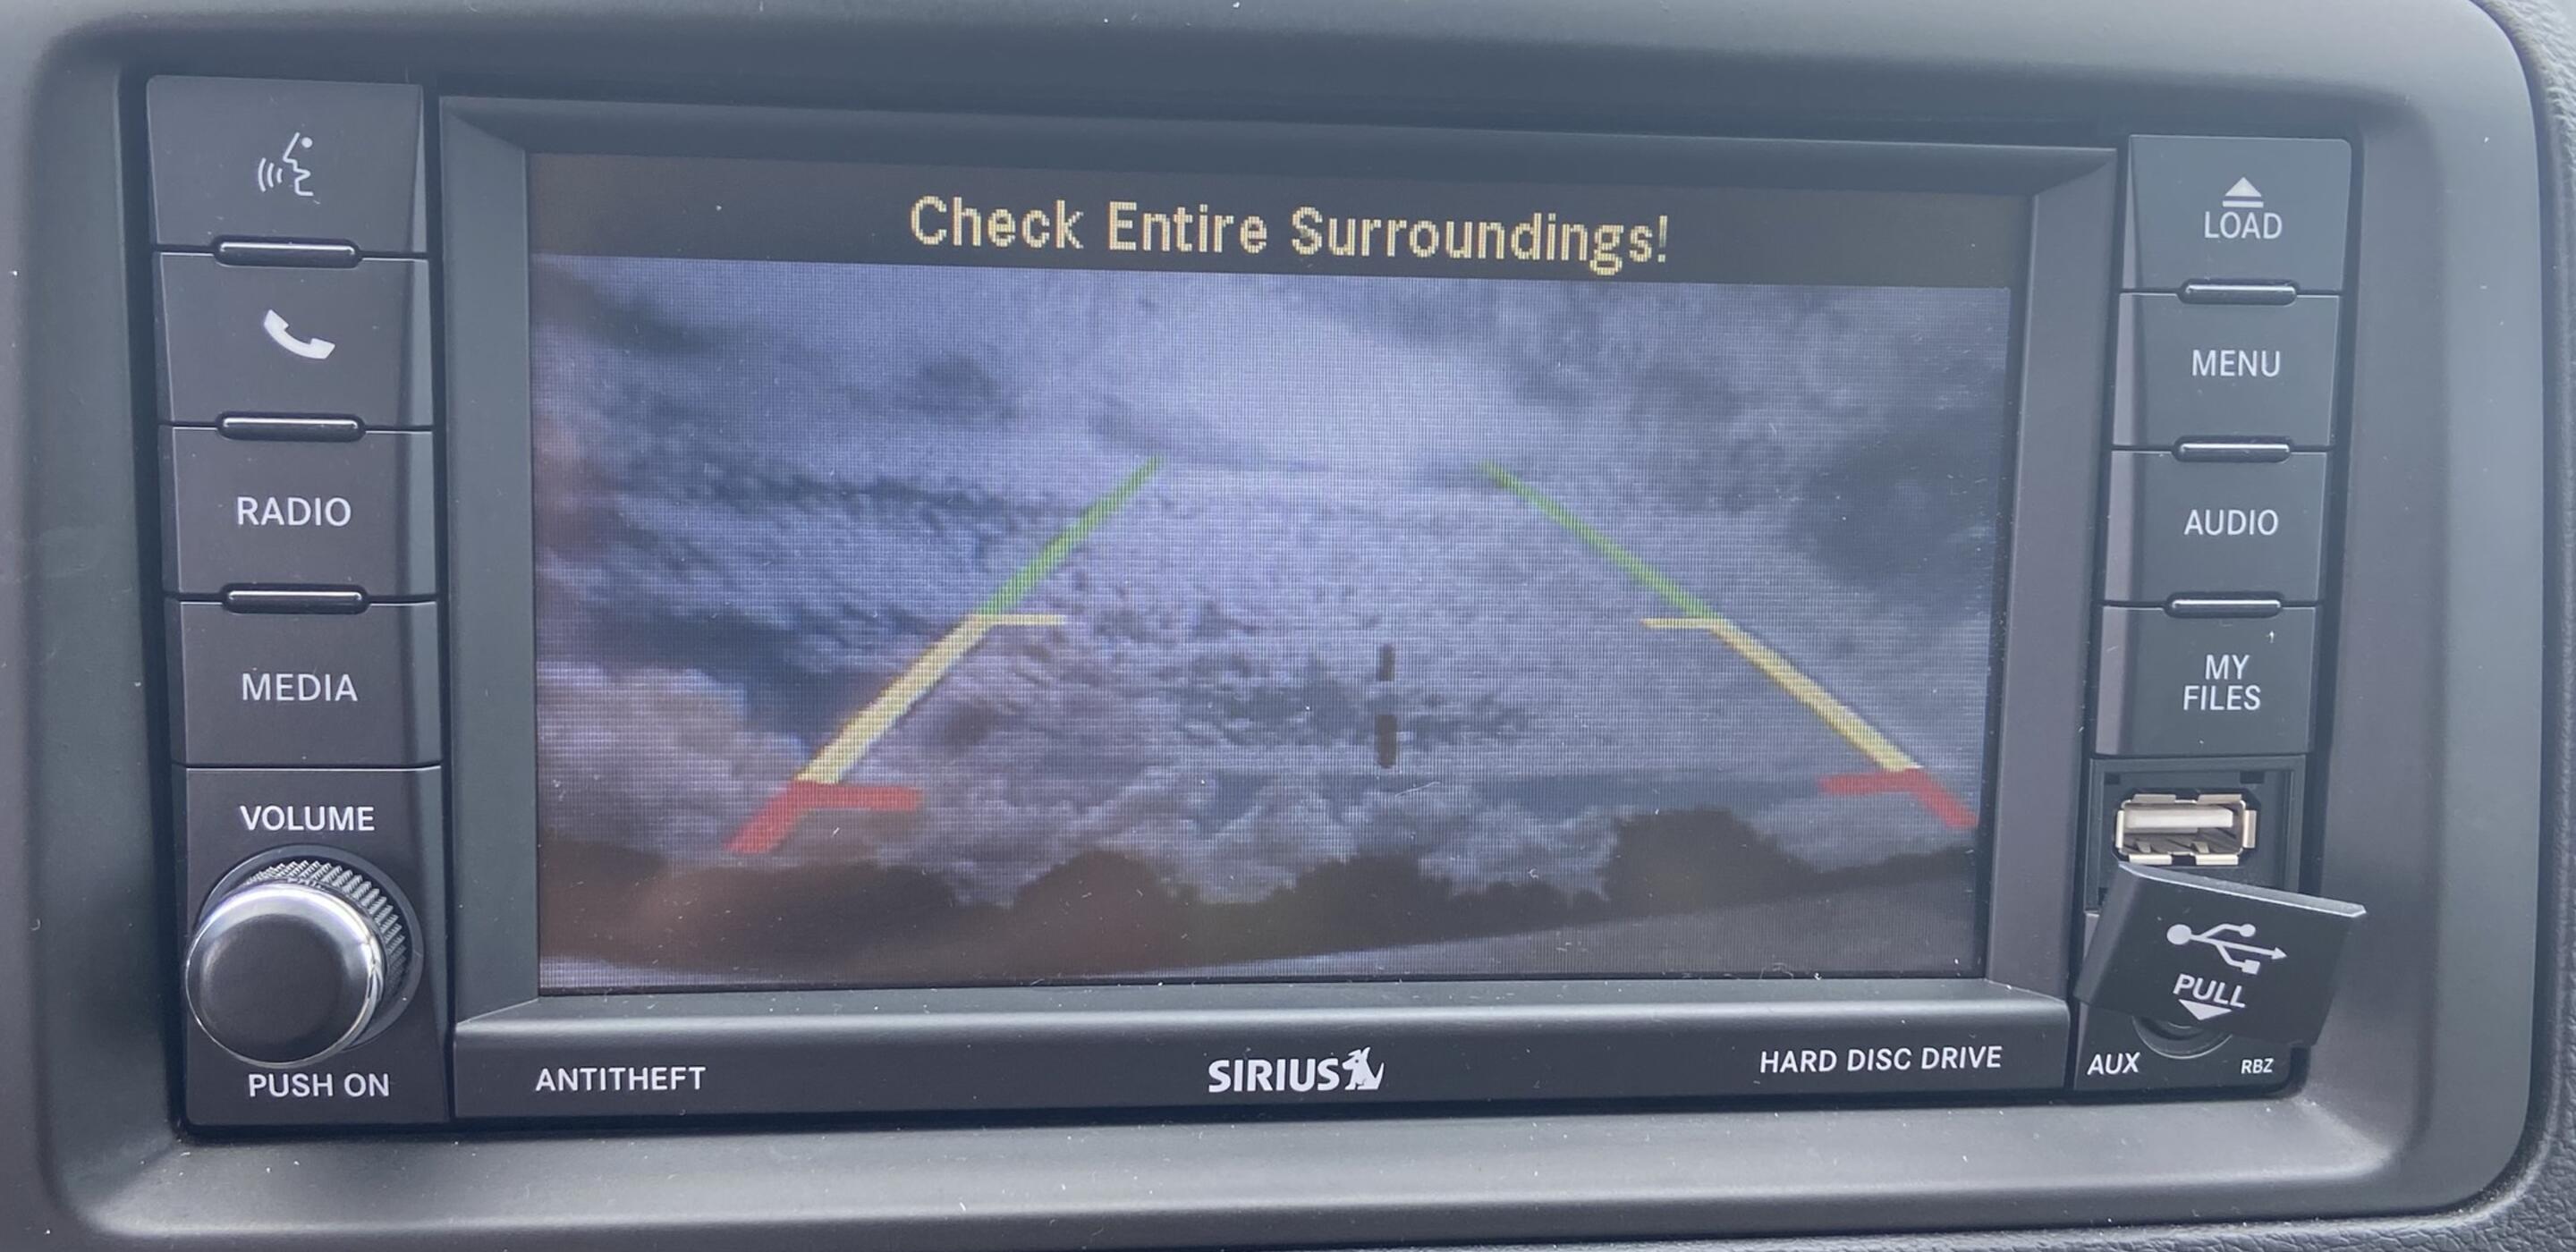 Check Entire Surroundings!
RADIO
MEDIA
VOLUME
PUSH ON
LOAD
MENU
AUDIO
MY
FILES
PULL
AUX
RBZ
ANTITHEFT
SIRIUS
HARD DISC DRIVE